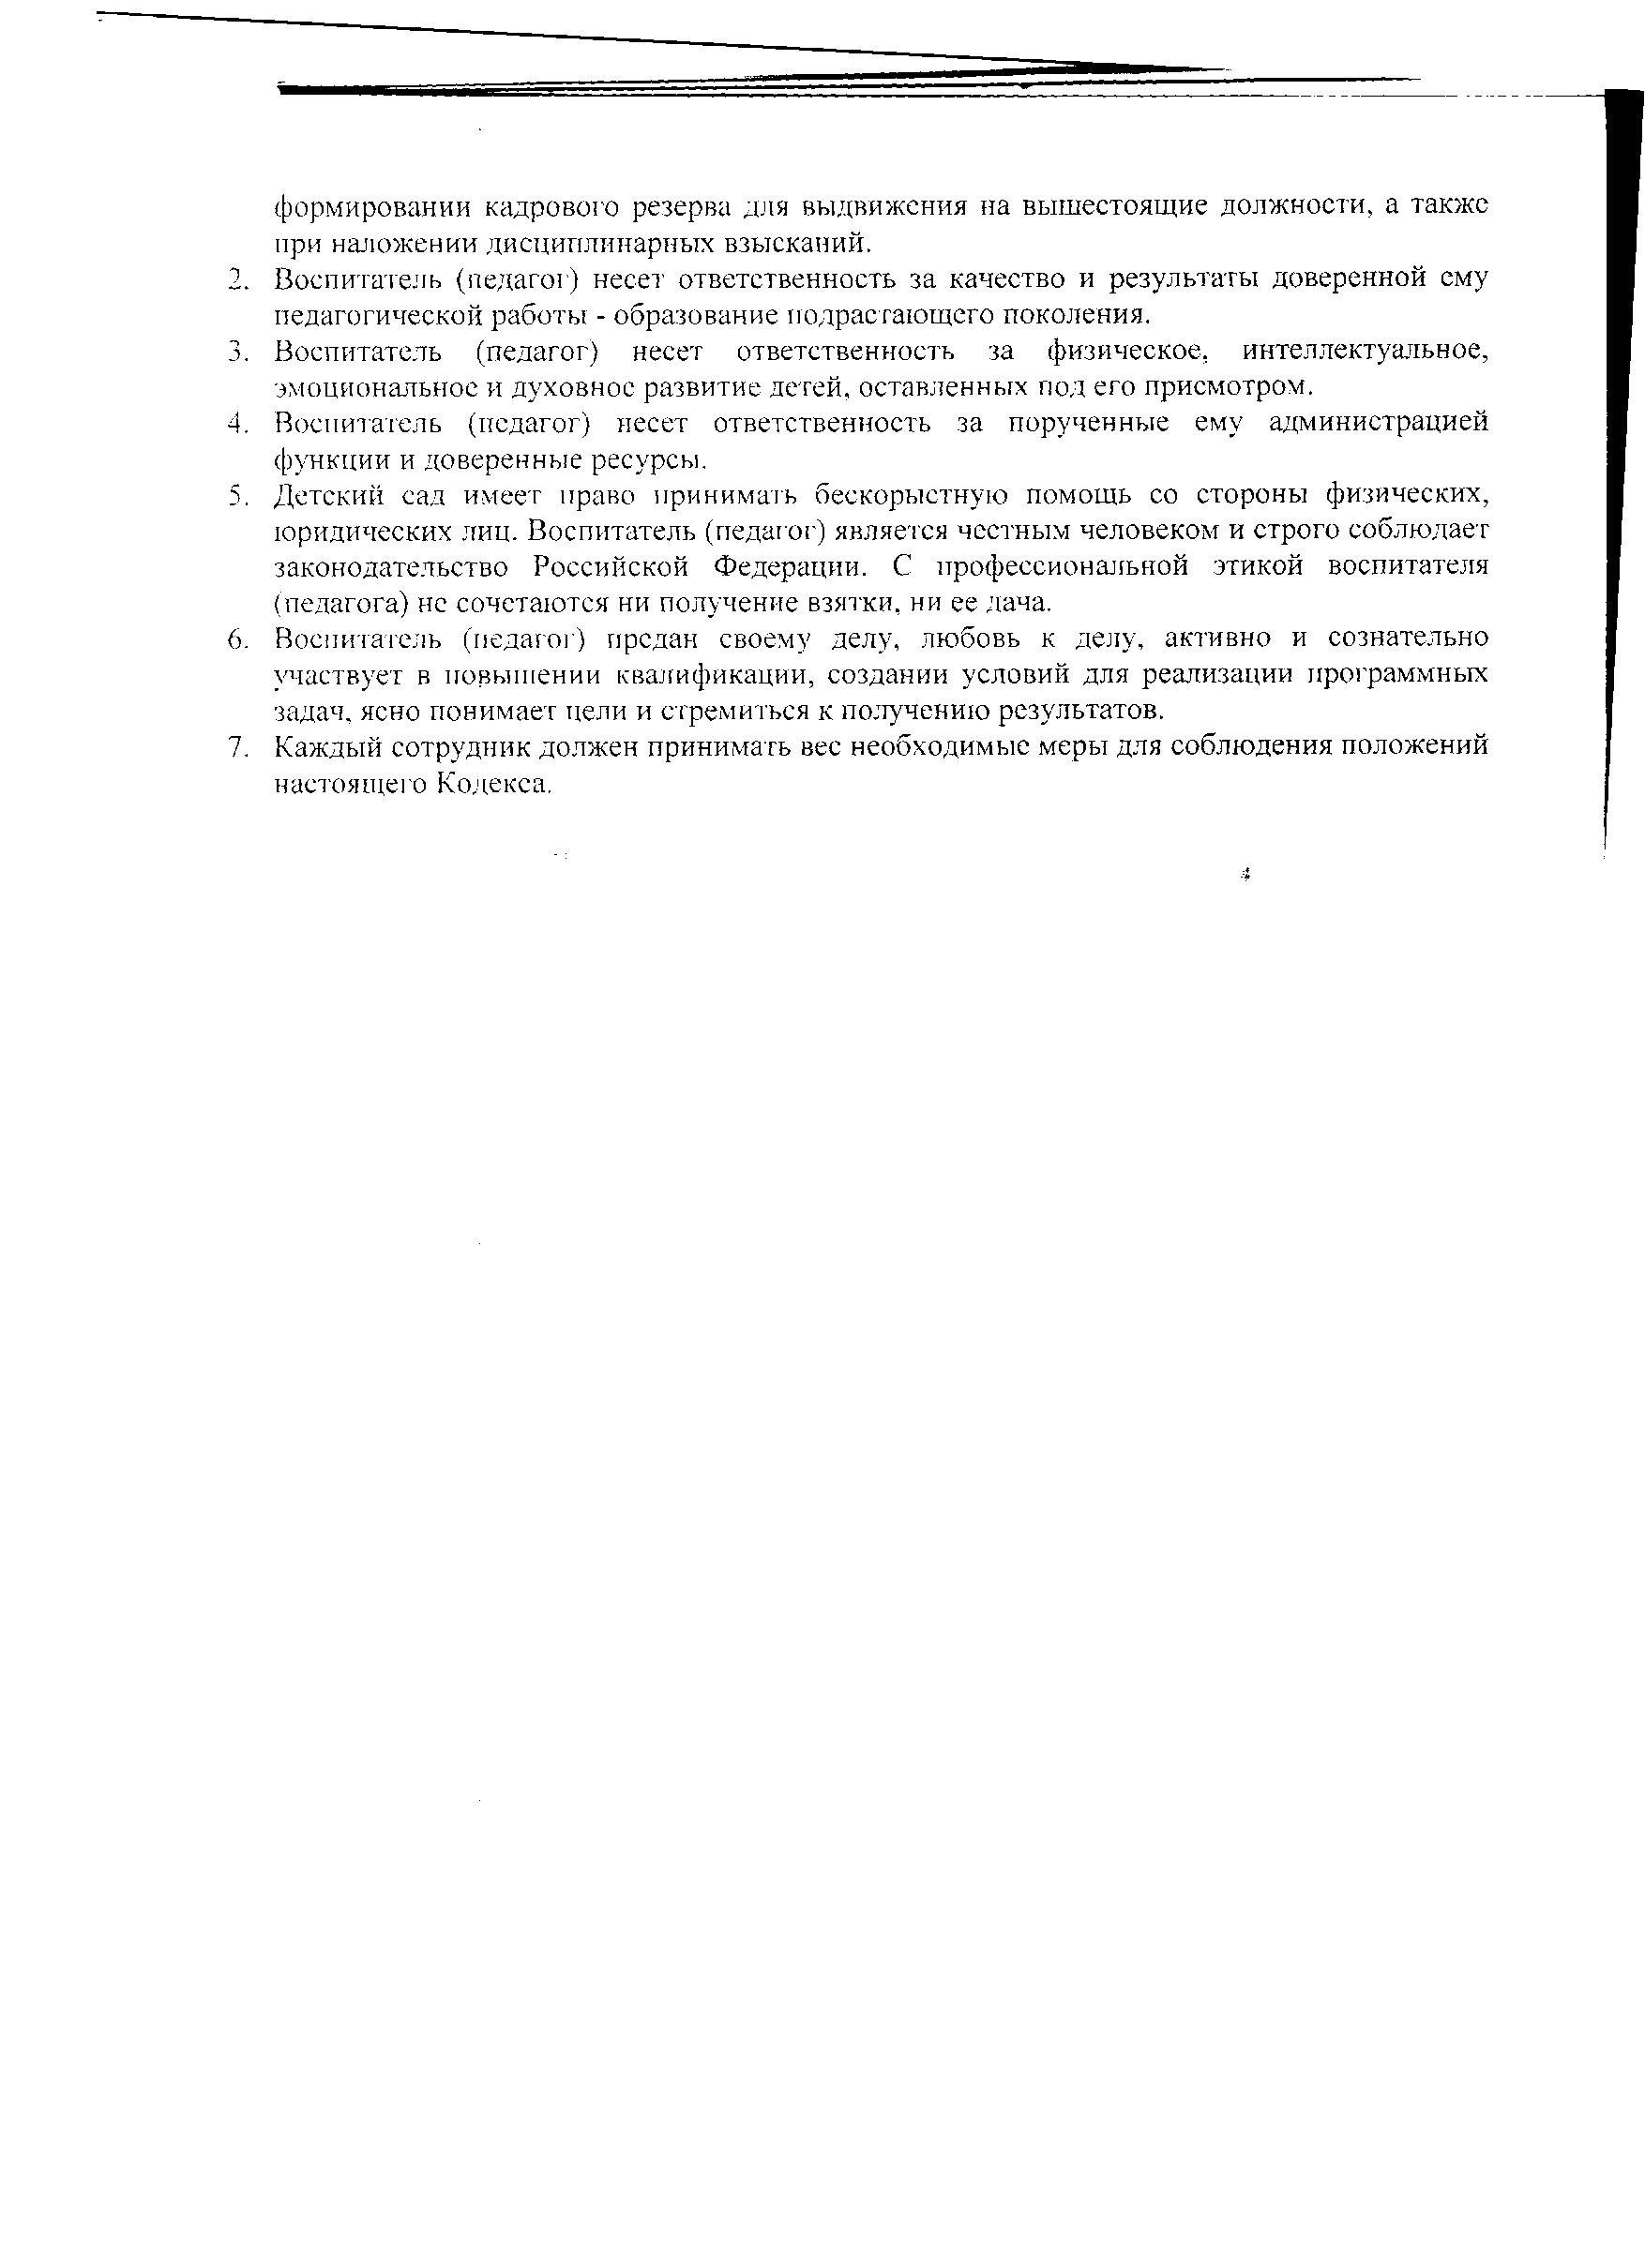 формировании кадрового резерва для выдвижения на вышестоящие должности, а также
при наложении дисциплинарных взысканий.
2. Воспитатель (педагог) несет ответственность за качество и результаты доверенной ему
педагогической работы - образование подрастающего поколения.
3. Воспитатель (педагог) несет ответственность за физическое, интеллектуальное,
эмоциональное и духовное развитие детей, оставленных под его присмотром.
4. Воспитатель (педагог) несет ответственность за порученные ему администрацией
функции и доверенные ресурсы.
5. Детский сад имеет право принимать бескорыстную помощь со стороны физических,
юридических лиц. Воспитатель (педагог) является честным человеком и строго соблюдает
законодательство Российской Федерации. С профессиональной этикой воспитателя
(педагога) не сочетаются ни получение взятки, ни ее дача.
6. Воспитатель (педагог) предан своему делу, любовь к делу, активно и сознательно
участвует в повышении квалификации, создании условий для реализации программных
задач, ясно понимает цели и стремиться к получению результатов.
7. Каждый сотрудник должен принимать все необходимые меры для соблюдения положений
настоящего Кодекса.